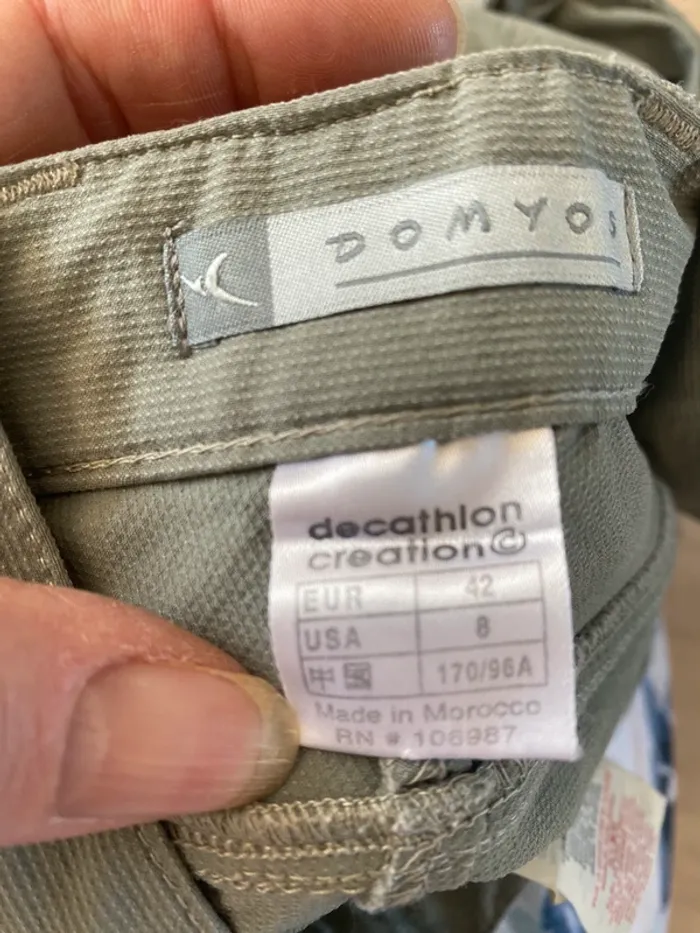 DOMYOS
decathlon
creation©
EUR 42
USA 8
中国 170/96A
Made in Morocco
RN # 106987